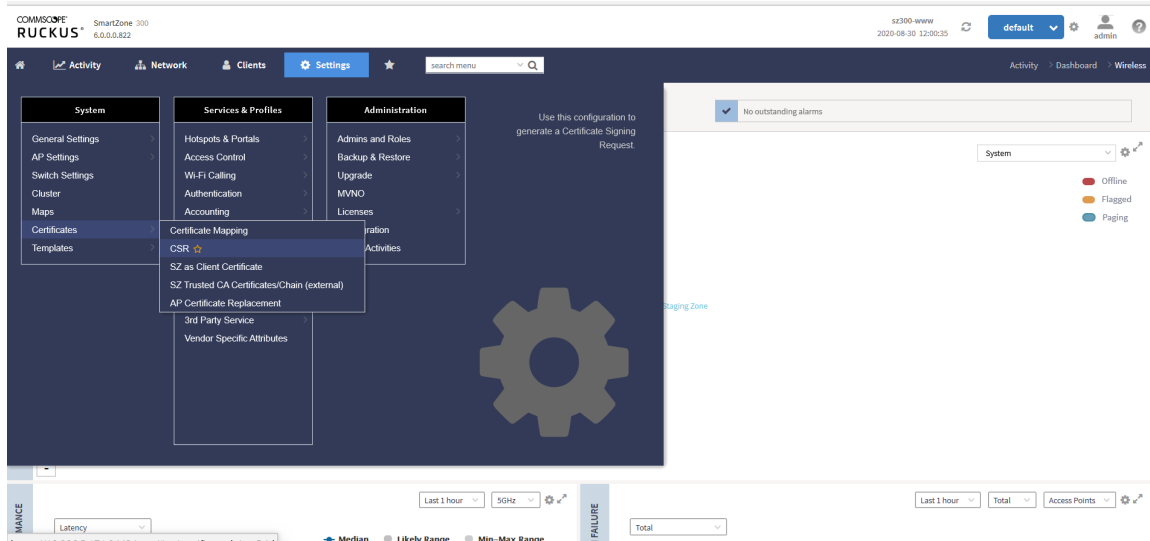 COMMSCOPE
RUCKUS
SmartZone 300
6.0.0.0.822
sz300-www
2020-08-30 12:00:35
default
admin
Activity
Network
Clients
Settings
search menu
Activity > Dashboard > Wireless
System
General Settings
AP Settings
Switch Settings
Cluster
Maps
Certificates
Templates
Services & Profiles
Hotspots & Portals
Access Control
Wi-Fi Calling
Authentication
Accounting
Certificate Mapping
CSR
SZ as Client Certificate
SZ Trusted CA Certificates/Chain (external)
AP Certificate Replacement
3rd Party Service
Vendor Specific Attributes
Administration
Admins and Roles
Backup & Restore
Upgrade
MVNO
Licenses
ration
Activities
Use this configuration to
generate a Certificate Signing
Request.
No outstanding alarms
System
Offline
Flagged
Paging
Staging Zone
MANCE
Last 1 hour
5GHz
Latency
Median
Likely Range
Min-Max Range
FAILURE
Last 1 hour
Total
Access Points
Total